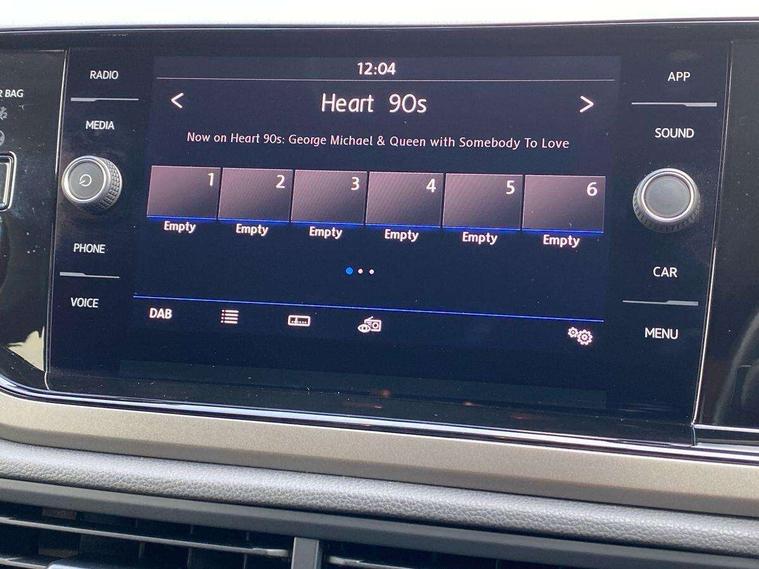 R BAG
RADIO
MEDIA
PHONE
VOICE
12:04
< Heart 90s >
Now on Heart 90s: George Michael & Queen with Somebody To Love
1 2 3 4 5 6
Empty Empty Empty Empty Empty Empty
DAB
APP
SOUND
CAR
MENU